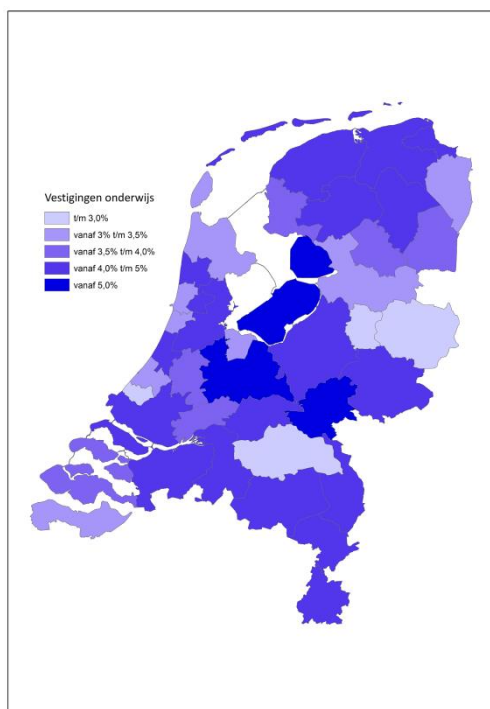 Vestigingen onderwijs
t/m 3,0%
vanaf 3% t/m 3,5%
vanaf 3,5% t/m 4,0%
vanaf 4,0% t/m 5%
vanaf 5,0%